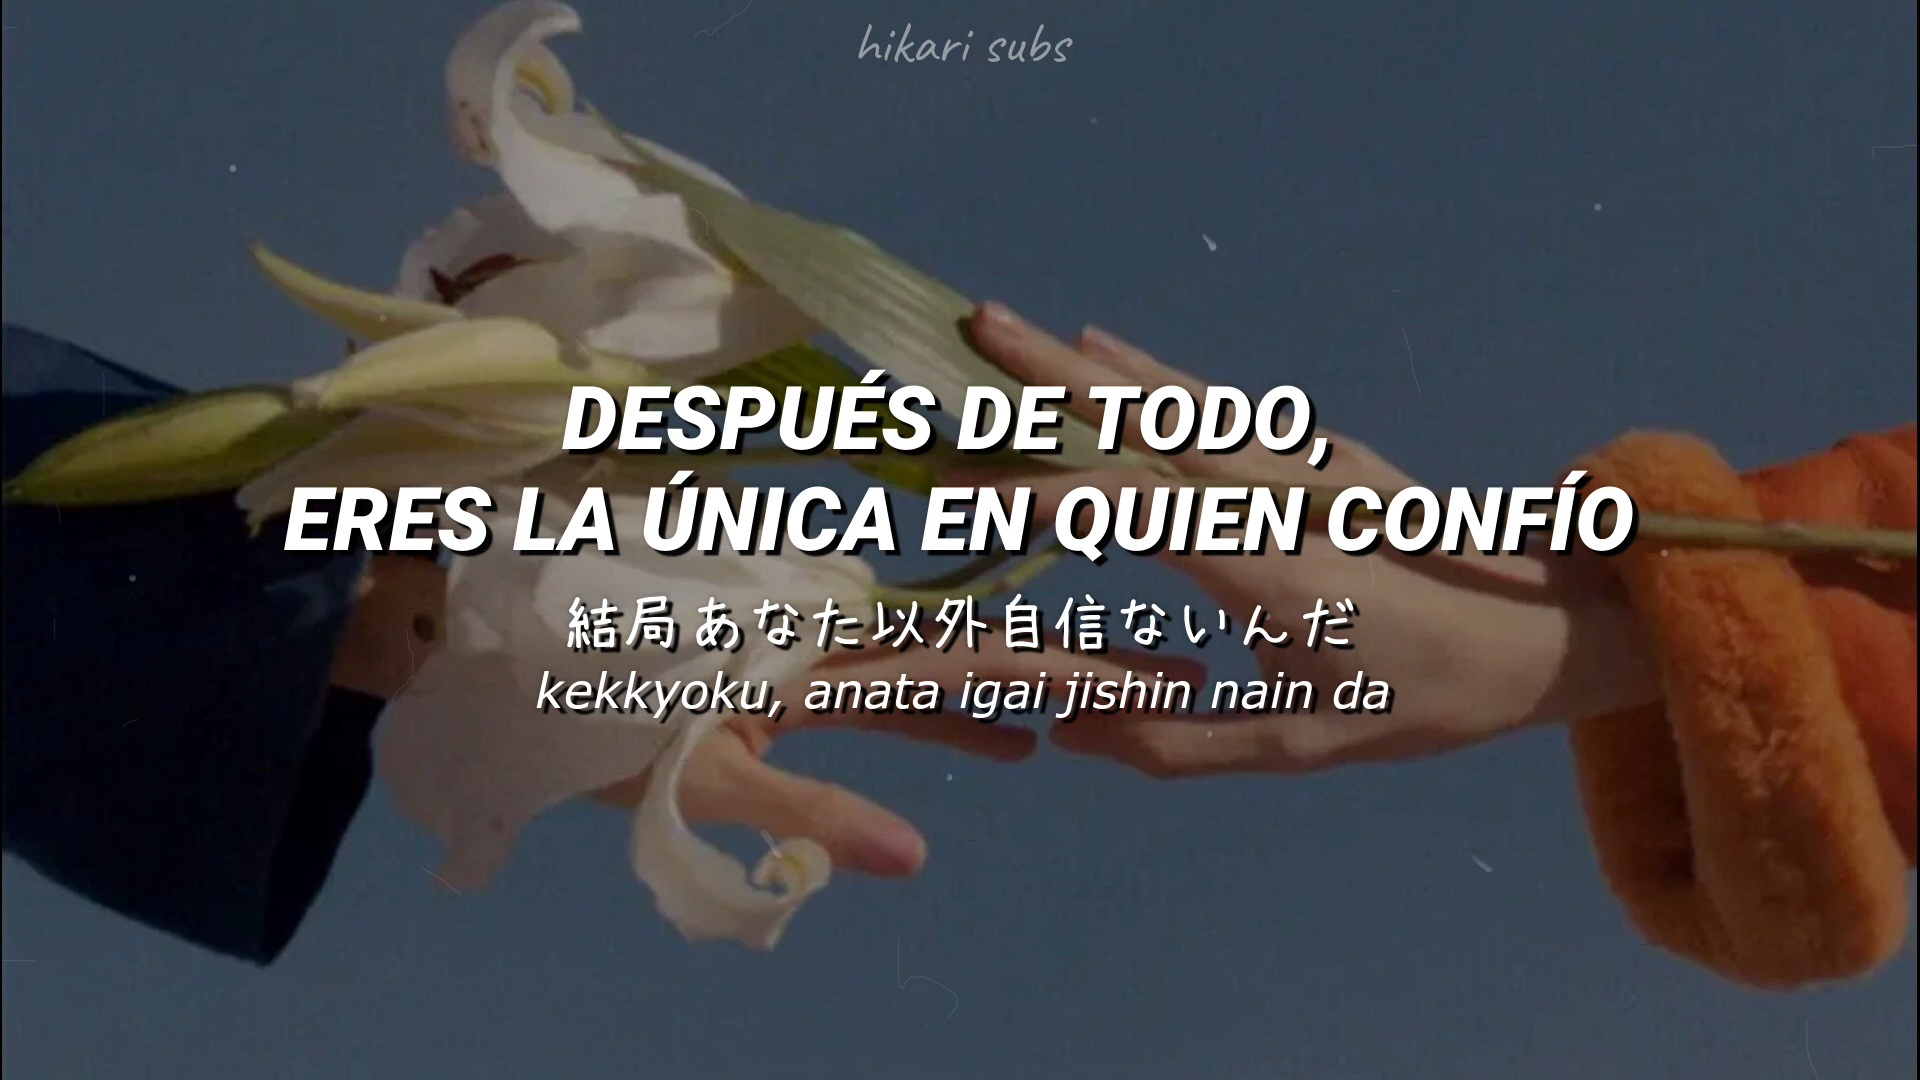 hikari subs
DESPUÉS DE TODO,
ERES LA ÚNICA EN QUIEN CONFÍO
結局 あなた以外自信ないんだ
kekkyoku, anata igai jishin nain da